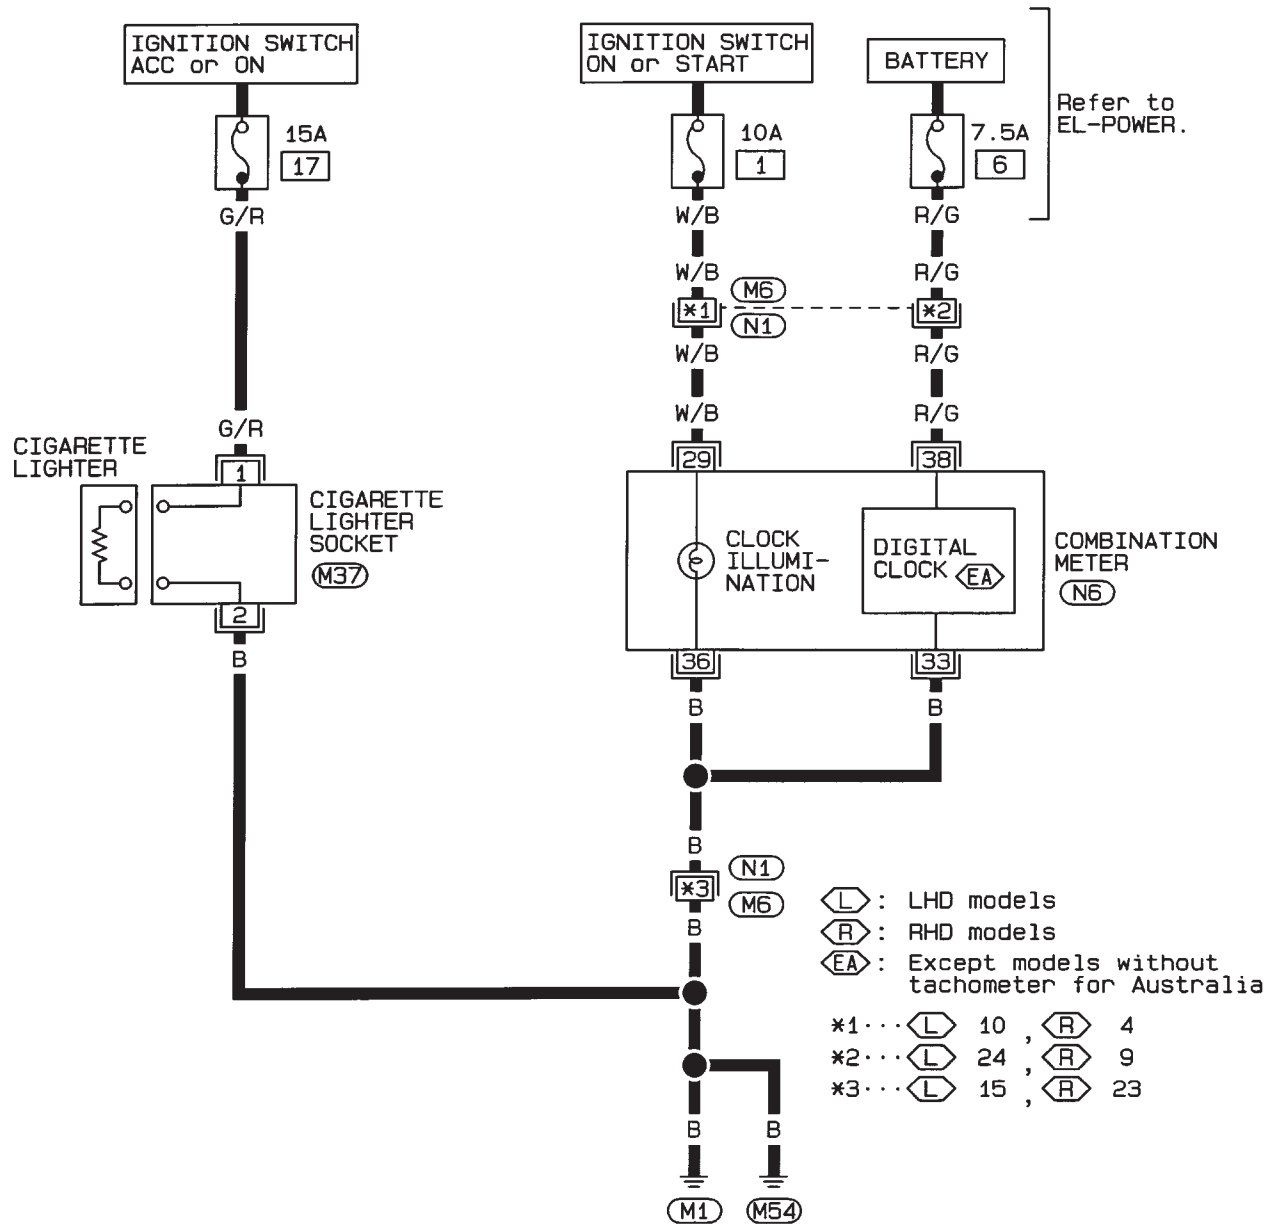 IGNITION SWITCH
ACC or ON
IGNITION SWITCH
ON or START
BATTERY
Refer to
EL-POWER.
15A
17
10A
1
7.5A
6
G/R
W/B
R/G
W/B
R/G
M6
*1
*2
N1
W/B
R/G
W/B
R/G
G/R
CIGARETTE
LIGHTER
1
29
38
CIGARETTE
LIGHTER
SOCKET
M37
CLOCK
ILLUMI-
NATION
DIGITAL
CLOCK EA
COMBINATION
METER
N6
2
36
33
B
B
B
B
N1
*3
M6
B
L : LHD models
R : RHD models
EA : Except models without
tachometer for Australia
*1··· L 10 , R 4
*2··· L 24 , R 9
*3··· L 15 , R 23
B
B
M1
M54